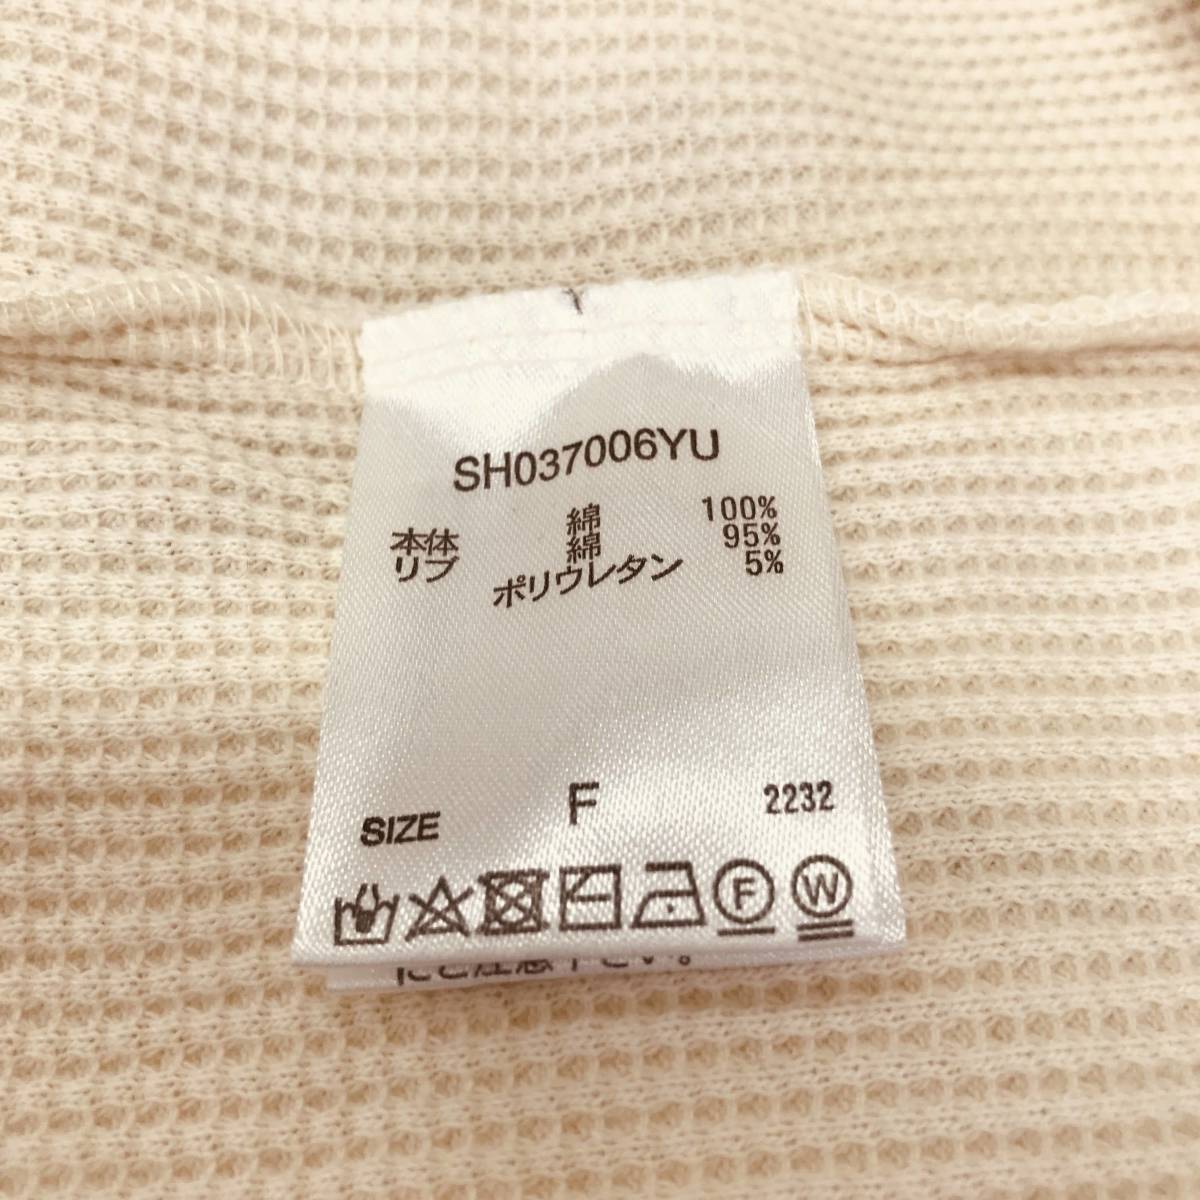 SH037006YU
本体 綿 100%
リブ 綿 95%
ポリウレタン 5%
SIZE F 2232
F W